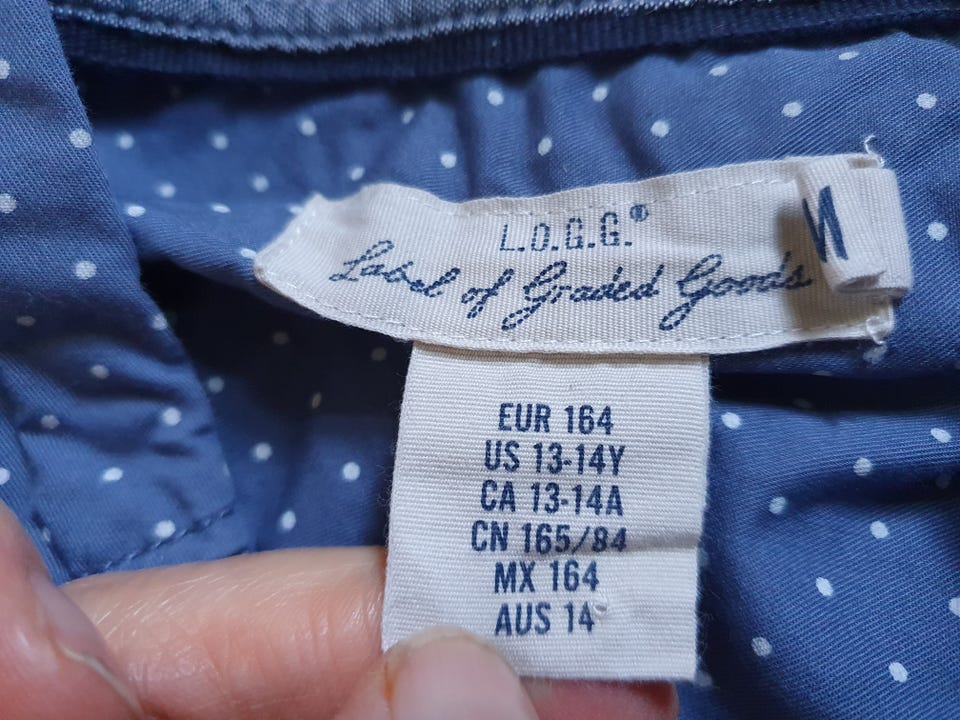 L.O.G.G.®
Label of Graded Goods
EUR 164
US 13-14Y
CA 13-14A
CN 165/84
MX 164
AUS 14